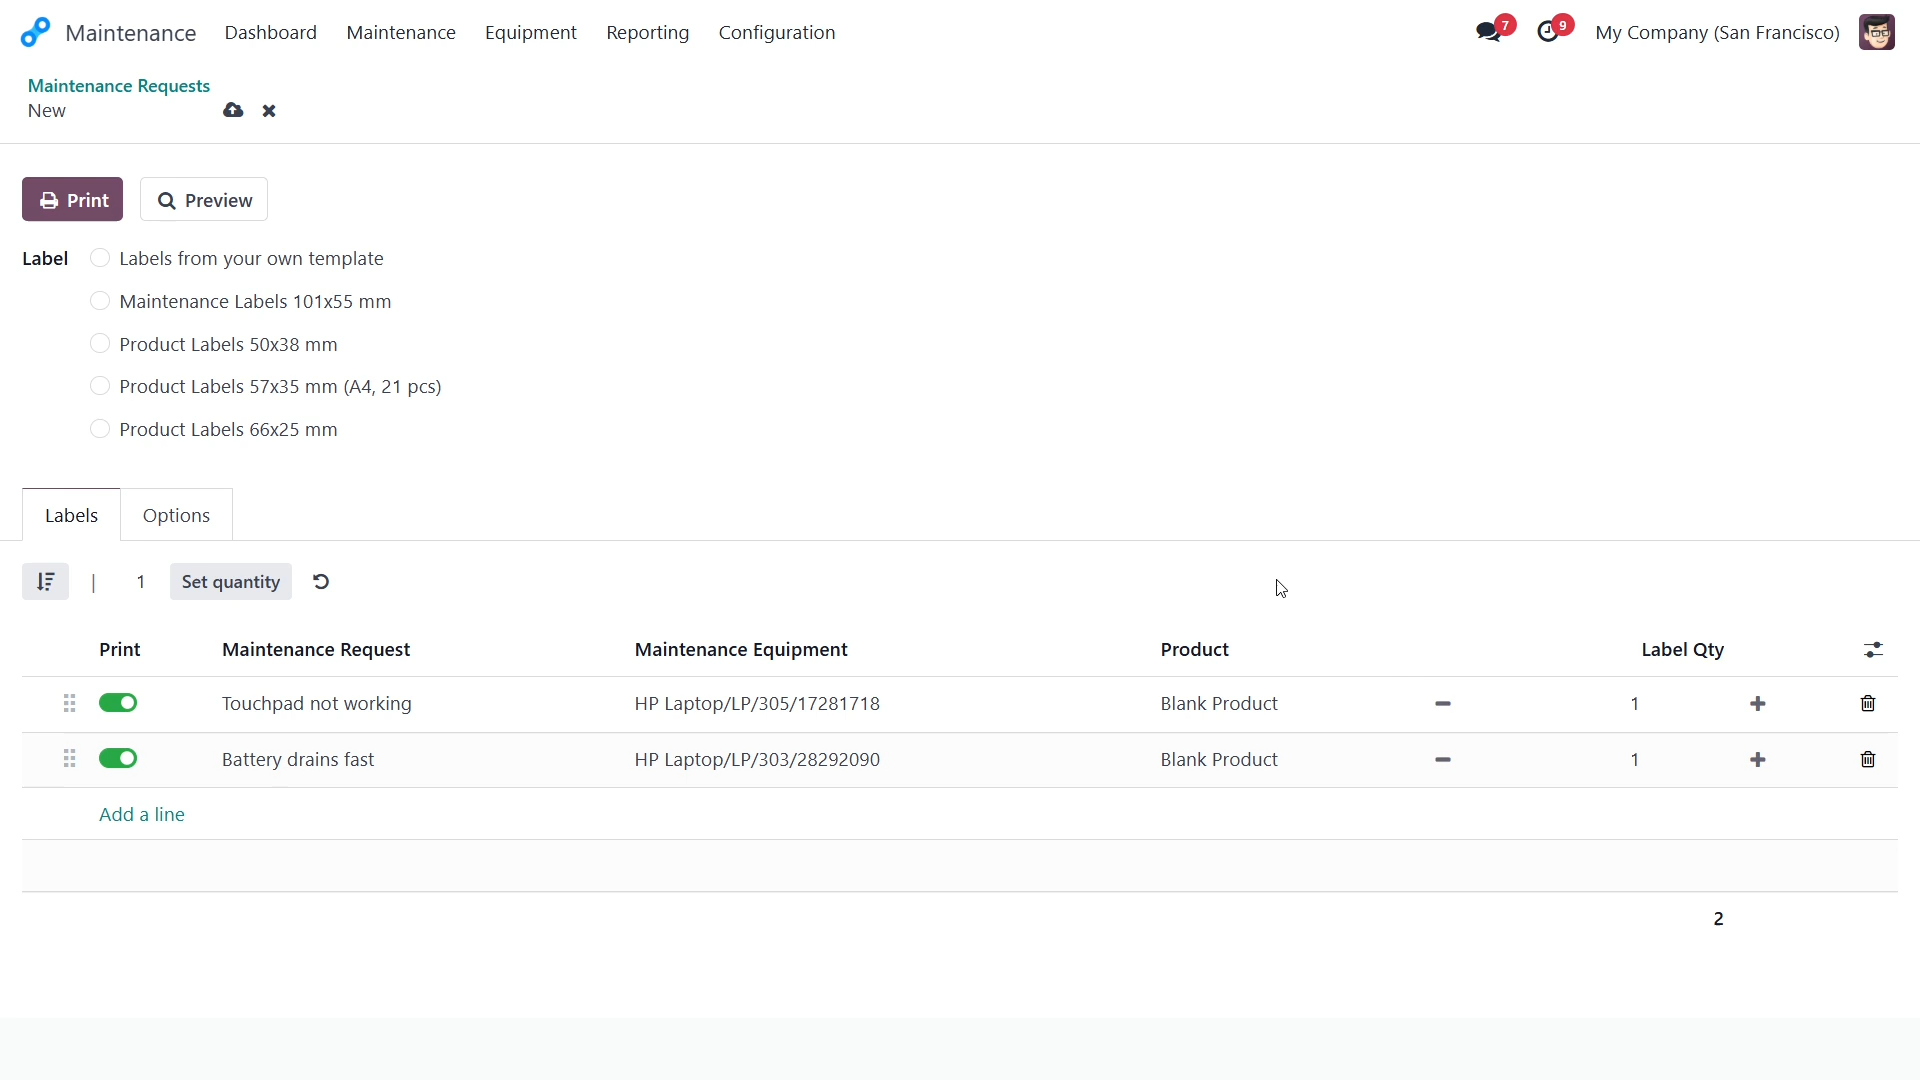 Maintenance Dashboard Maintenance Equipment Reporting Configuration 7 9 My Company (San Francisco)
Maintenance Requests
New
Print Preview
Label Labels from your own template
Maintenance Labels 101x55 mm
Product Labels 50x38 mm
Product Labels 57x35 mm (A4, 21 pcs)
Product Labels 66x25 mm
Labels Options
| 1 Set quantity
Print Maintenance Request Maintenance Equipment Product Label Qty
Touchpad not working HP Laptop/LP/305/17281718 Blank Product 1
Battery drains fast HP Laptop/LP/303/28292090 Blank Product 1
Add a line
2